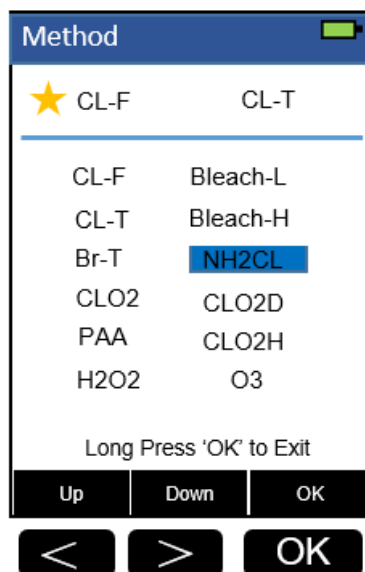 Method
CL-F CL-T
CL-F Bleach-L
CL-T Bleach-H
Br-T NH2CL
CLO2 CLO2D
PAA CLO2H
H2O2 O3
Long Press 'OK' to Exit
Up Down OK
< > OK